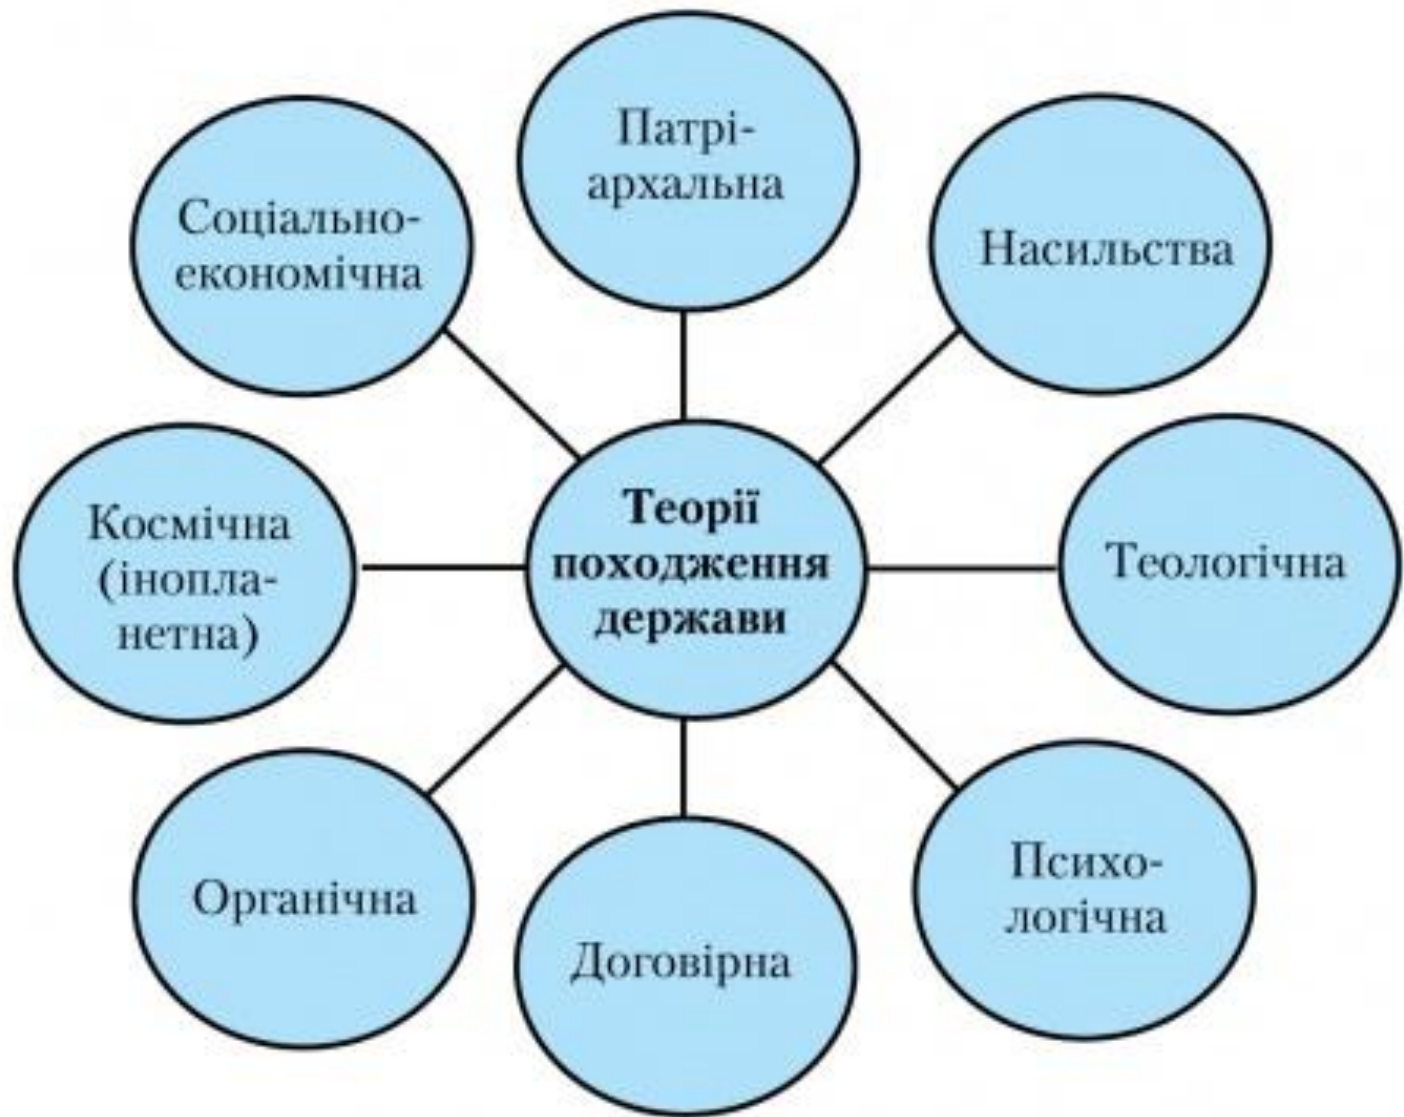 Патрі-
архальна
Соціально-
економічна
Насильства
Космічна
(інопла-
нетна)
Теорії
походження
держави
Теологічна
Органічна
Договірна
Психо-
логічна